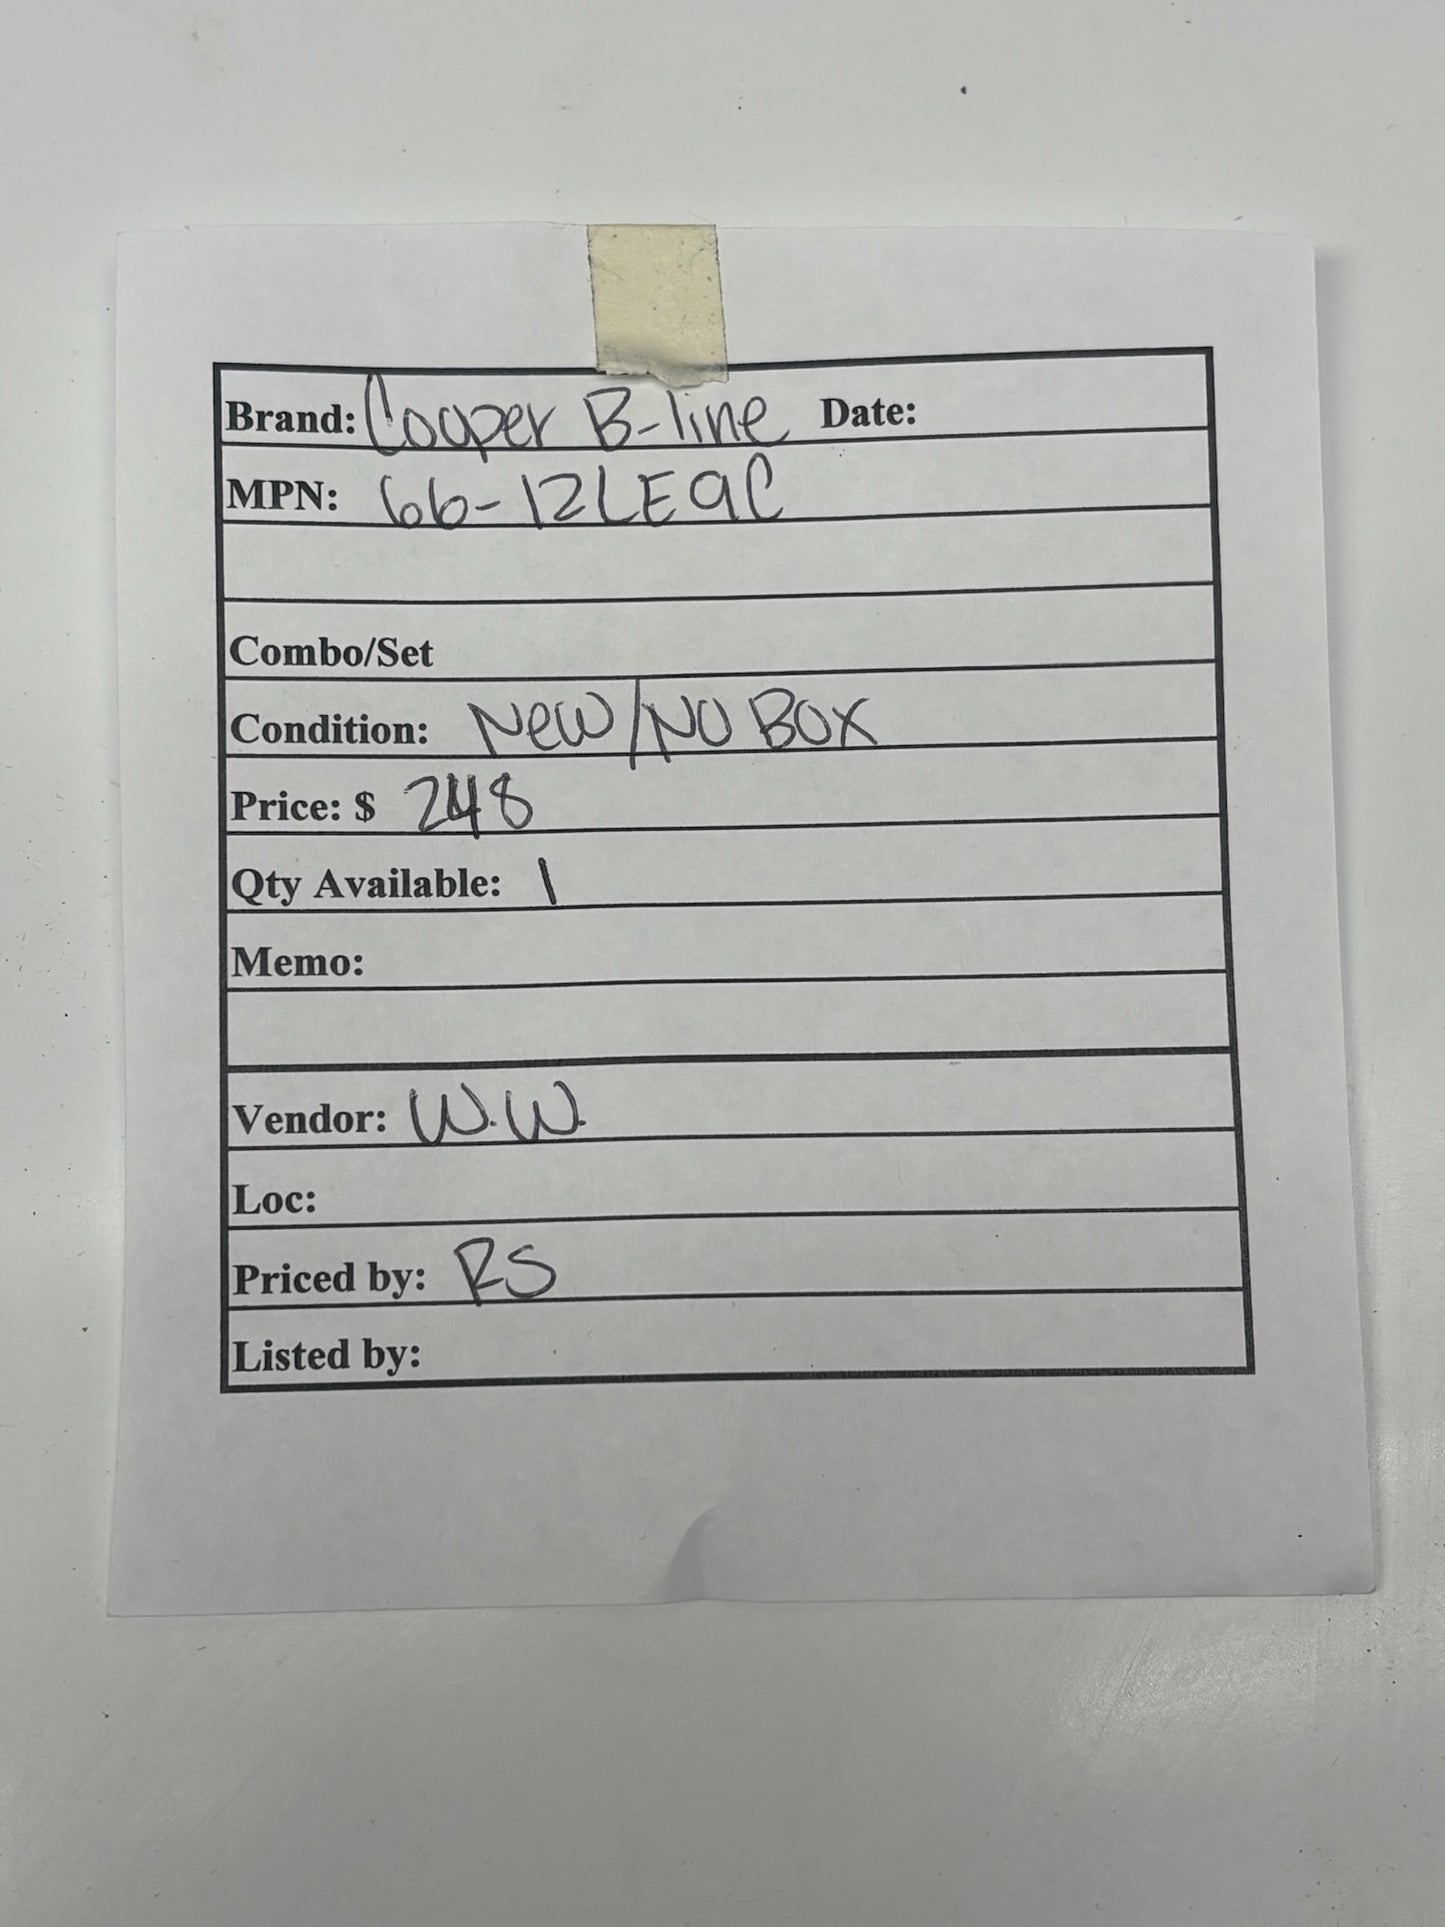 Brand: Cooper B-line Date:
MPN: 66-12LE9C
Combo/Set
Condition: New/NO BOX
Price: $ 248
Qty Available: 1
Memo:
Vendor: W.W.
Loc:
Priced by: RS
Listed by: